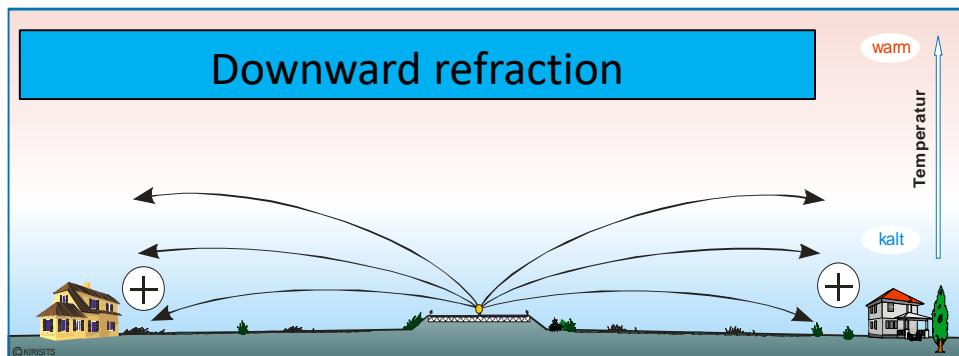 Downward refraction
warm
Temperatur
kalt
© KIRISITS